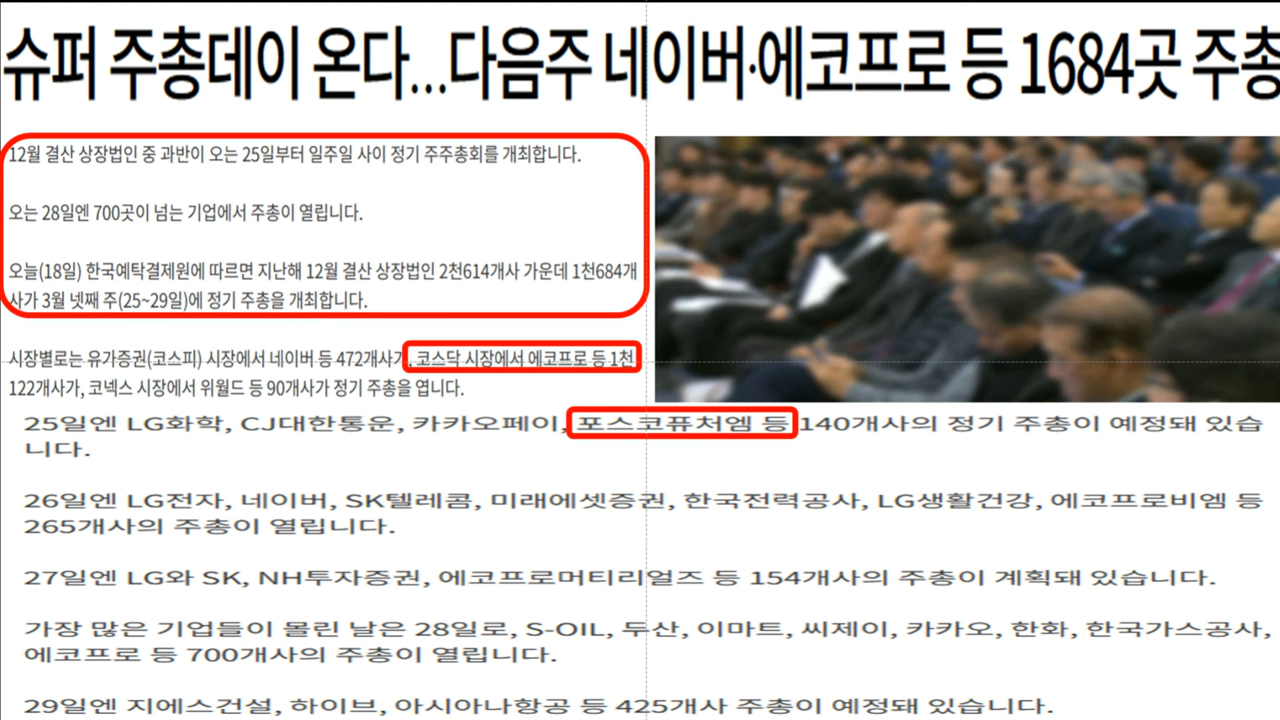 슈퍼 주총데이 온다...다음주 네이버·에코프로 등 1684곳 주총
12월 결산 상장법인 중 과반이 오는 25일부터 일주일 사이 정기 주주총회를 개최합니다.
오는 28일엔 700곳이 넘는 기업에서 주총이 열립니다.
오늘(18일) 한국예탁결제원에 따르면 지난해 12월 결산 상장법인 2천614개사 가운데 1천684개
사가 3월 넷째 주(25~29일)에 정기 주총을 개최합니다.
시장별로는 유가증권(코스피) 시장에서 네이버 등 472개사가, 코스닥 시장에서 에코프로 등 1천
122개사가, 코넥스 시장에서 위월드 등 90개사가 정기 주총을 엽니다.
25일엔 LG화학, CJ대한통운, 카카오페이, 포스코퓨처엠 등 140개사의 정기 주총이 예정돼 있습
니다.
26일엔 LG전자, 네이버, SK텔레콤, 미래에셋증권, 한국전력공사, LG생활건강, 에코프로비엠 등
265개사의 주총이 열립니다.
27일엔 LG와 SK, NH투자증권, 에코프로머티리얼즈 등 154개사의 주총이 계획돼 있습니다.
가장 많은 기업들이 몰린 날은 28일로, S-OIL, 두산, 이마트, 씨제이, 카카오, 한화, 한국가스공사,
에코프로 등 700개사의 주총이 열립니다.
29일엔 지에스건설, 하이브, 아시아나항공 등 425개사 주총이 예정돼 있습니다.